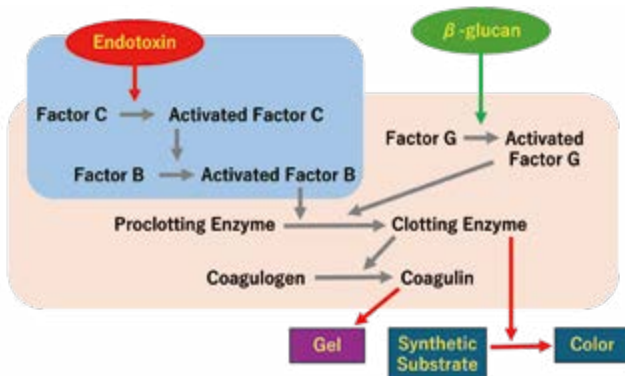 Endotoxin
β-glucan
Factor C
Activated Factor C
Factor G
Activated
Factor G
Factor B
Activated Factor B
Proclotting Enzyme
Clotting Enzyme
Coagulogen
Coagulin
Gel
Synthetic
Substrate
Color